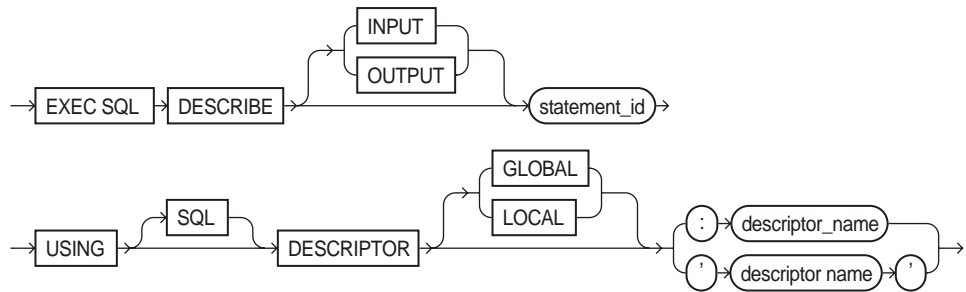 INPUT
OUTPUT
EXEC SQL DESCRIBE statement_id
GLOBAL
SQL LOCAL
USING DESCRIPTOR : descriptor_name
' descriptor name '